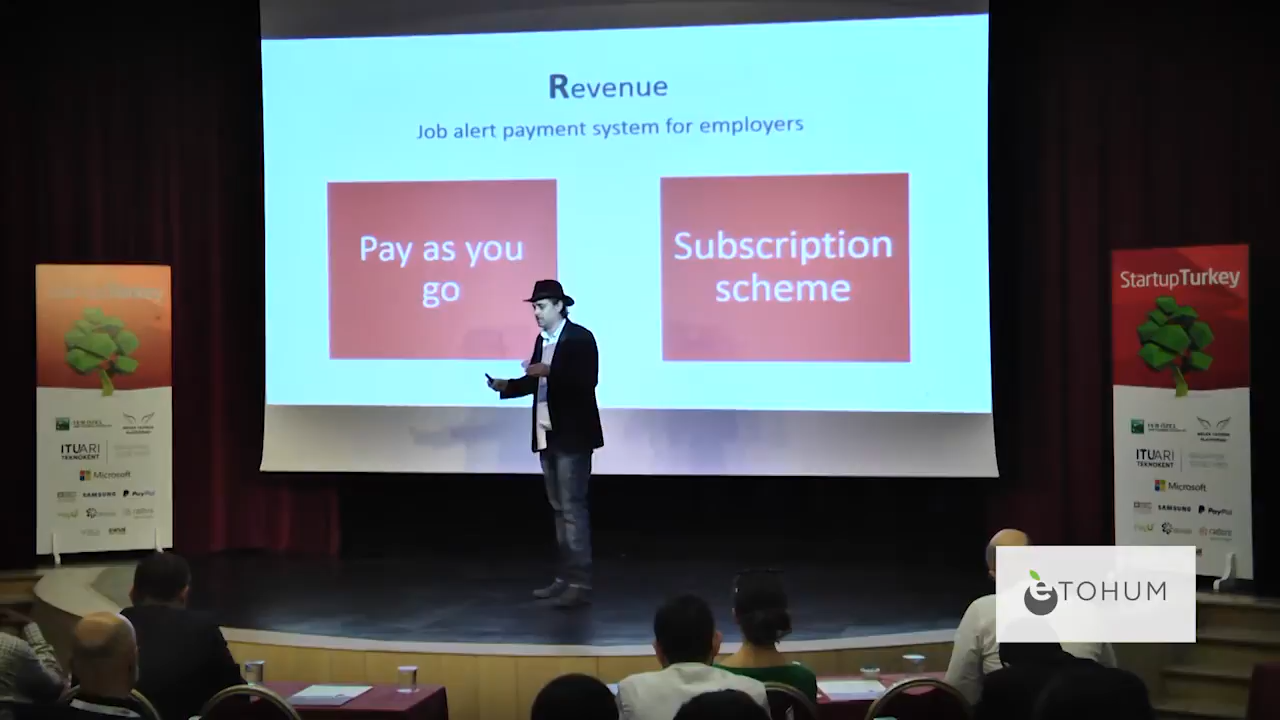 Revenue
Job alert payment system for employers
Pay as you
go
Subscription
scheme
StartupTurkey
ITUARI
TEKNOKENT
Microsoft
SAMSUNG
PayPal
ITUARI
TEKNOKENT
Microsoft
SAMSUNG
PayPal
eTOHUM